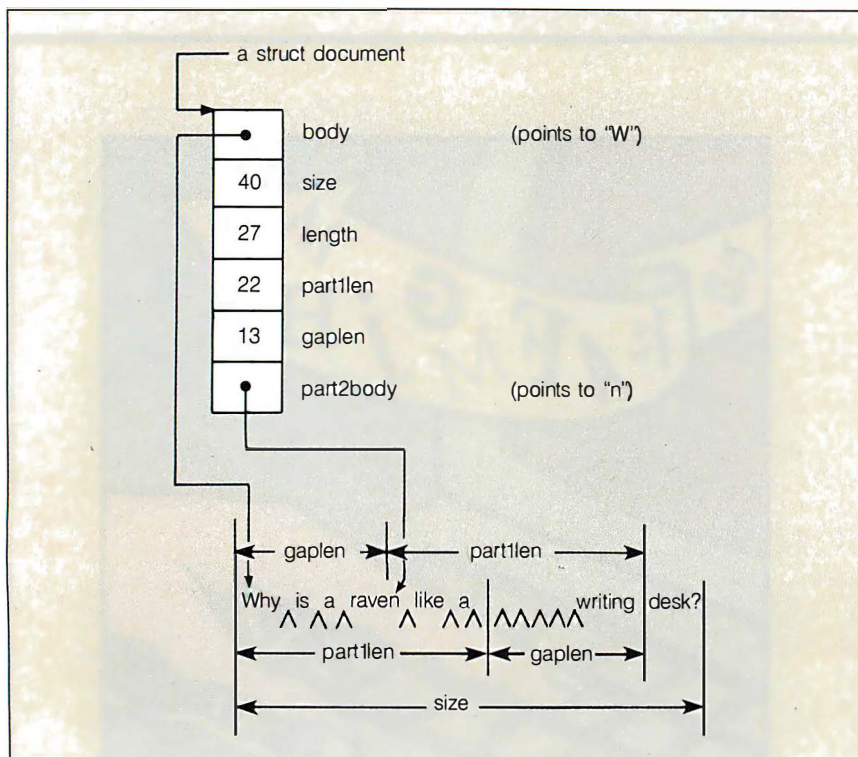 a struct document
body (points to "W")
40 size
27 length
22 part1len
13 gaplen
part2body (points to "n")
gaplen part1len
Why is a raven like a writing desk?
part1len gaplen
size